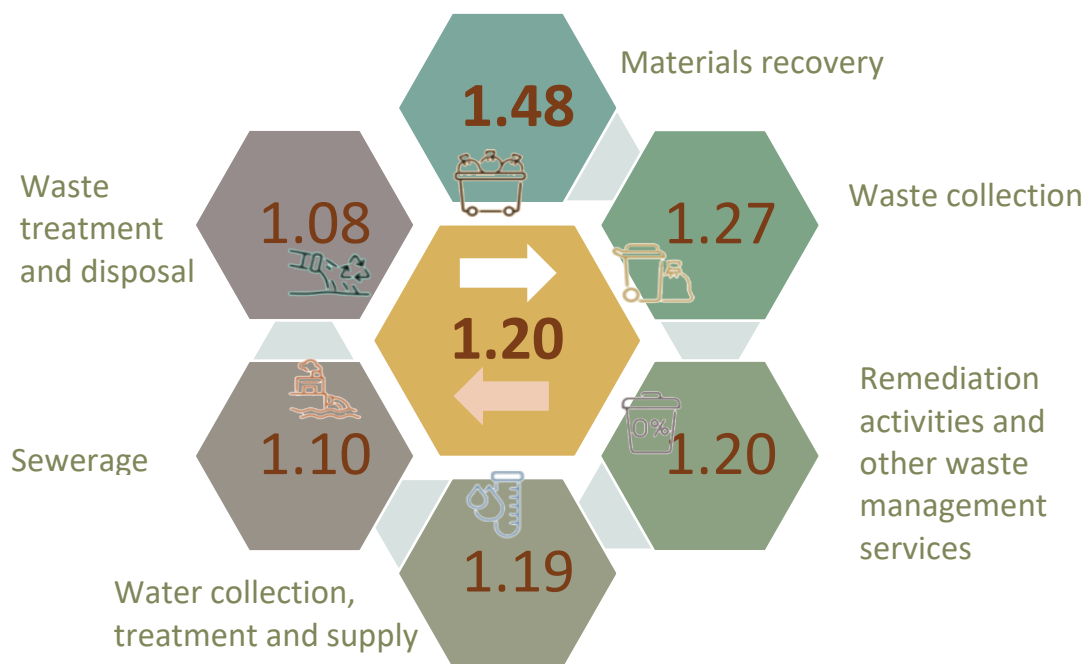 Materials recovery
1.48
Waste collection
1.27
Waste
treatment
and disposal
1.08
1.20
Remediation
activities and
other waste
management
services
0%
1.20
Sewerage
1.10
1.19
Water collection,
treatment and supply